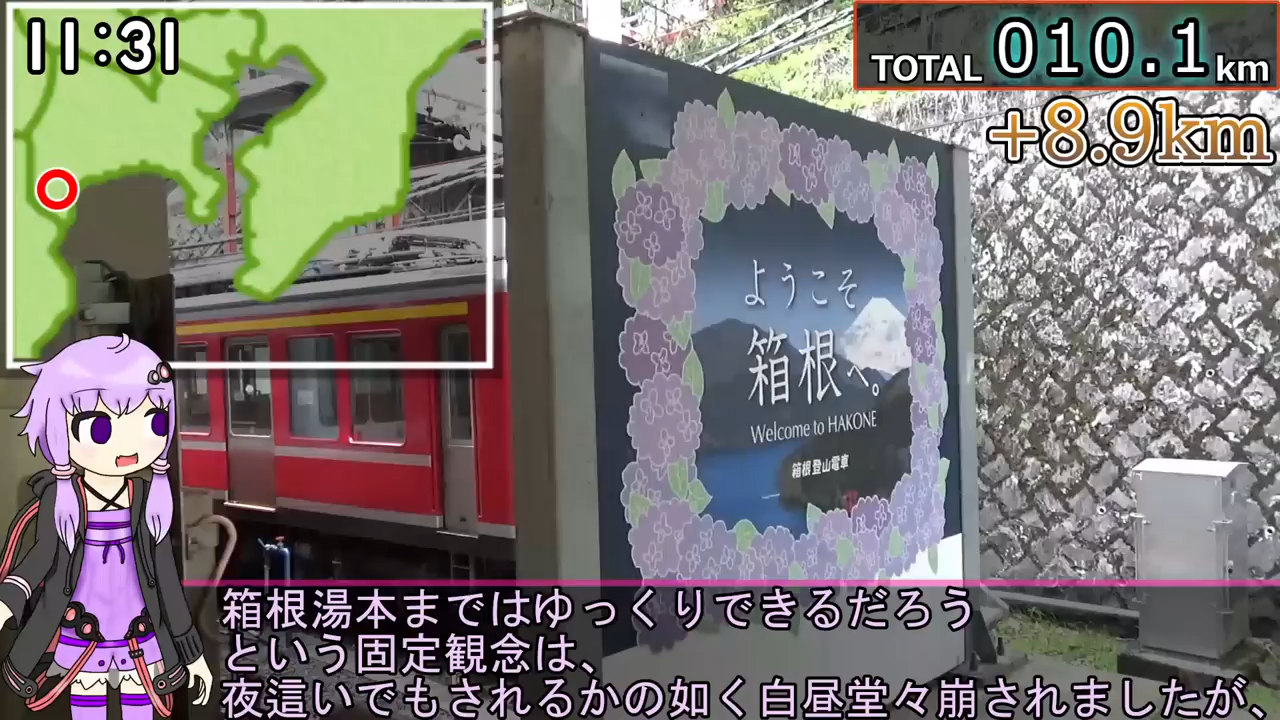 11:31
TOTAL 010.1 km
+8.9km
ようこそ
箱根へ。
Welcome to HAKONE
箱根登山電車
箱根湯本まではゆっくりできるだろう
という固定観念は、
夜這いでもされるかの如く白昼堂々崩されましたが、